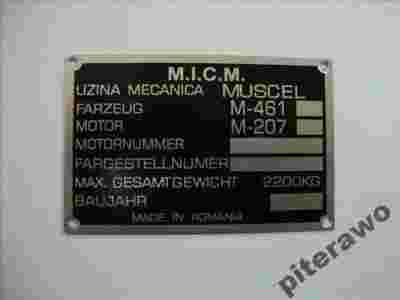 M.I.C.M.
UZINA MECANICA MUSCEL
FARZEUG M-461
MOTOR M-207
MOTORNUMMER
FARGESTELLNUMER
MAX. GESAMTGEWICHT 2200KG
BAUJAHR
MADE IN ROMANIA
piterawo